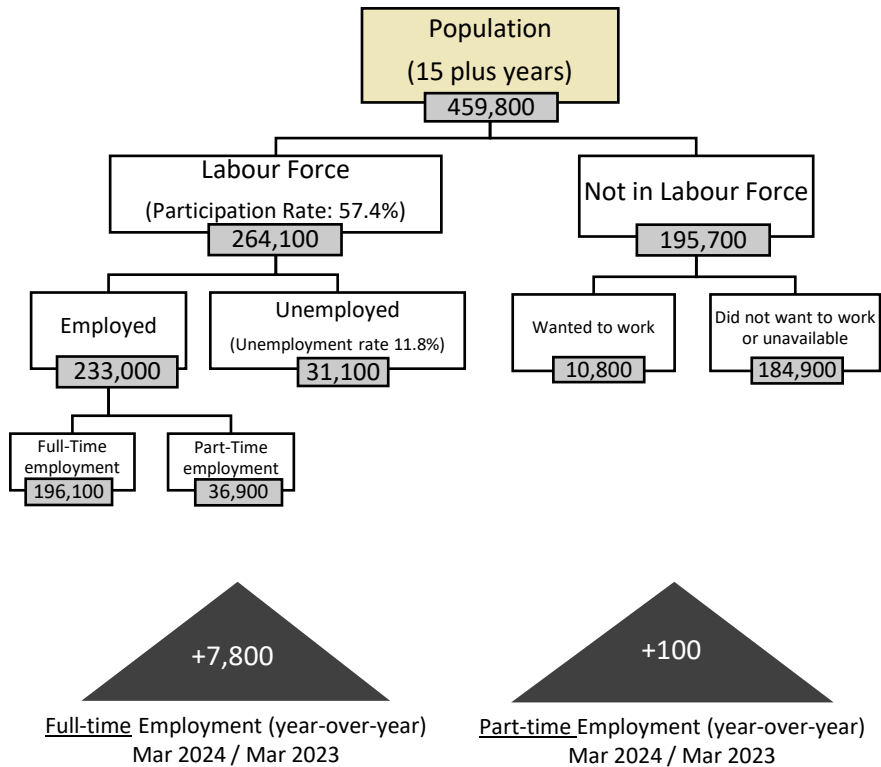 Population
(15 plus years)
459,800
Labour Force
(Participation Rate: 57.4%)
264,100
Not in Labour Force
195,700
Employed
233,000
Unemployed
(Unemployment rate 11.8%)
31,100
Wanted to work
10,800
Did not want to work
or unavailable
184,900
Full-Time
employment
196,100
Part-Time
employment
36,900
+7,800
Full-time Employment (year-over-year)
Mar 2024 / Mar 2023
+100
Part-time Employment (year-over-year)
Mar 2024 / Mar 2023